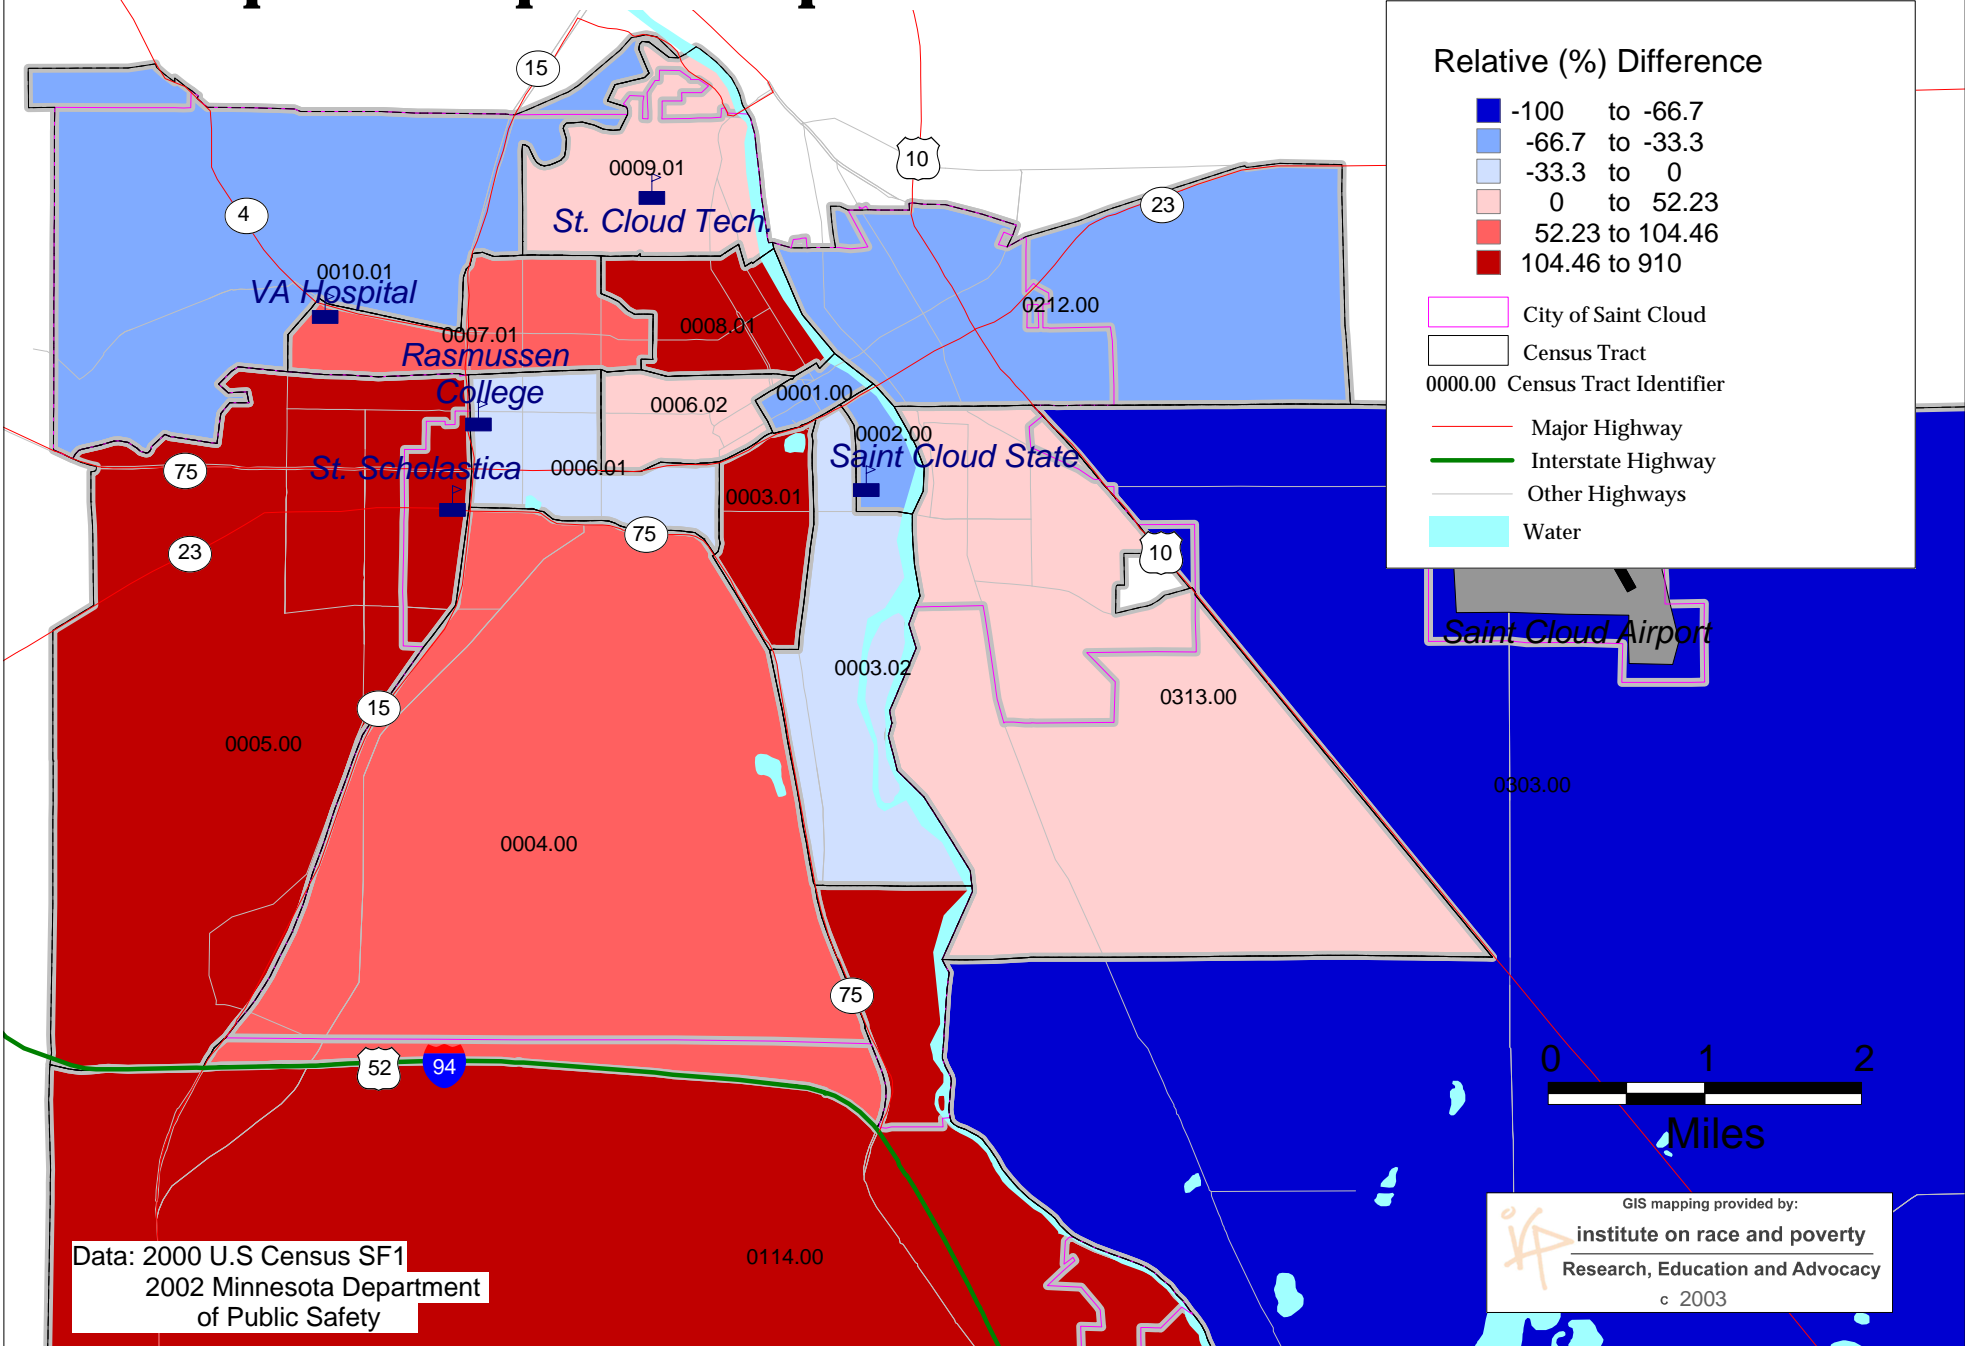 Relative (%) Difference
-100 to -66.7
-66.7 to -33.3
-33.3 to 0
0 to 52.23
52.23 to 104.46
104.46 to 910
City of Saint Cloud
Census Tract
0000.00 Census Tract Identifier
Major Highway
Interstate Highway
Other Highways
Water
15
10
0009.01
St. Cloud Tech.
4
23
0010.01
VA Hospital
0212.00
0007.01
0008.01
Rasmussen
College
0001.00
0006.02
0002.00
Saint Cloud State
75
St. Scholastica
0006.01
0003.01
75
23
10
Saint Cloud Airport
0003.02
0313.00
15
0005.00
0303.00
0004.00
75
52
94
0 1 2
Miles
0114.00
Data: 2000 U.S Census SF1
2002 Minnesota Department
of Public Safety
GIS mapping provided by:
institute on race and poverty
Research, Education and Advocacy
c 2003